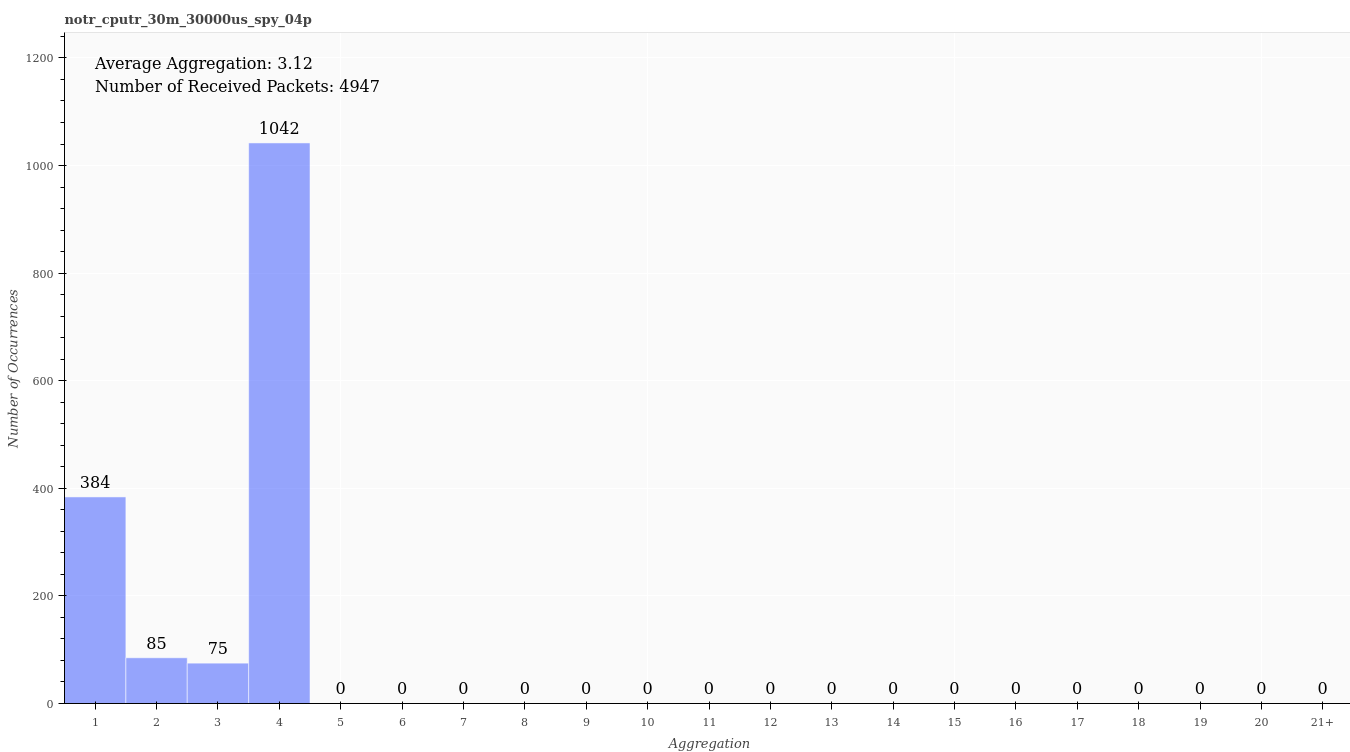 notr_cputr_30m_30000us_spy_04p
Average Aggregation: 3.12
Number of Received Packets: 4947
1200
1000
800
600
400
200
0
Number of Occurrences
384
85
75
1042
0 0 0 0 0 0 0 0 0 0 0 0 0 0 0 0 0
1 2 3 4 5 6 7 8 9 10 11 12 13 14 15 16 17 18 19 20 21+
Aggregation